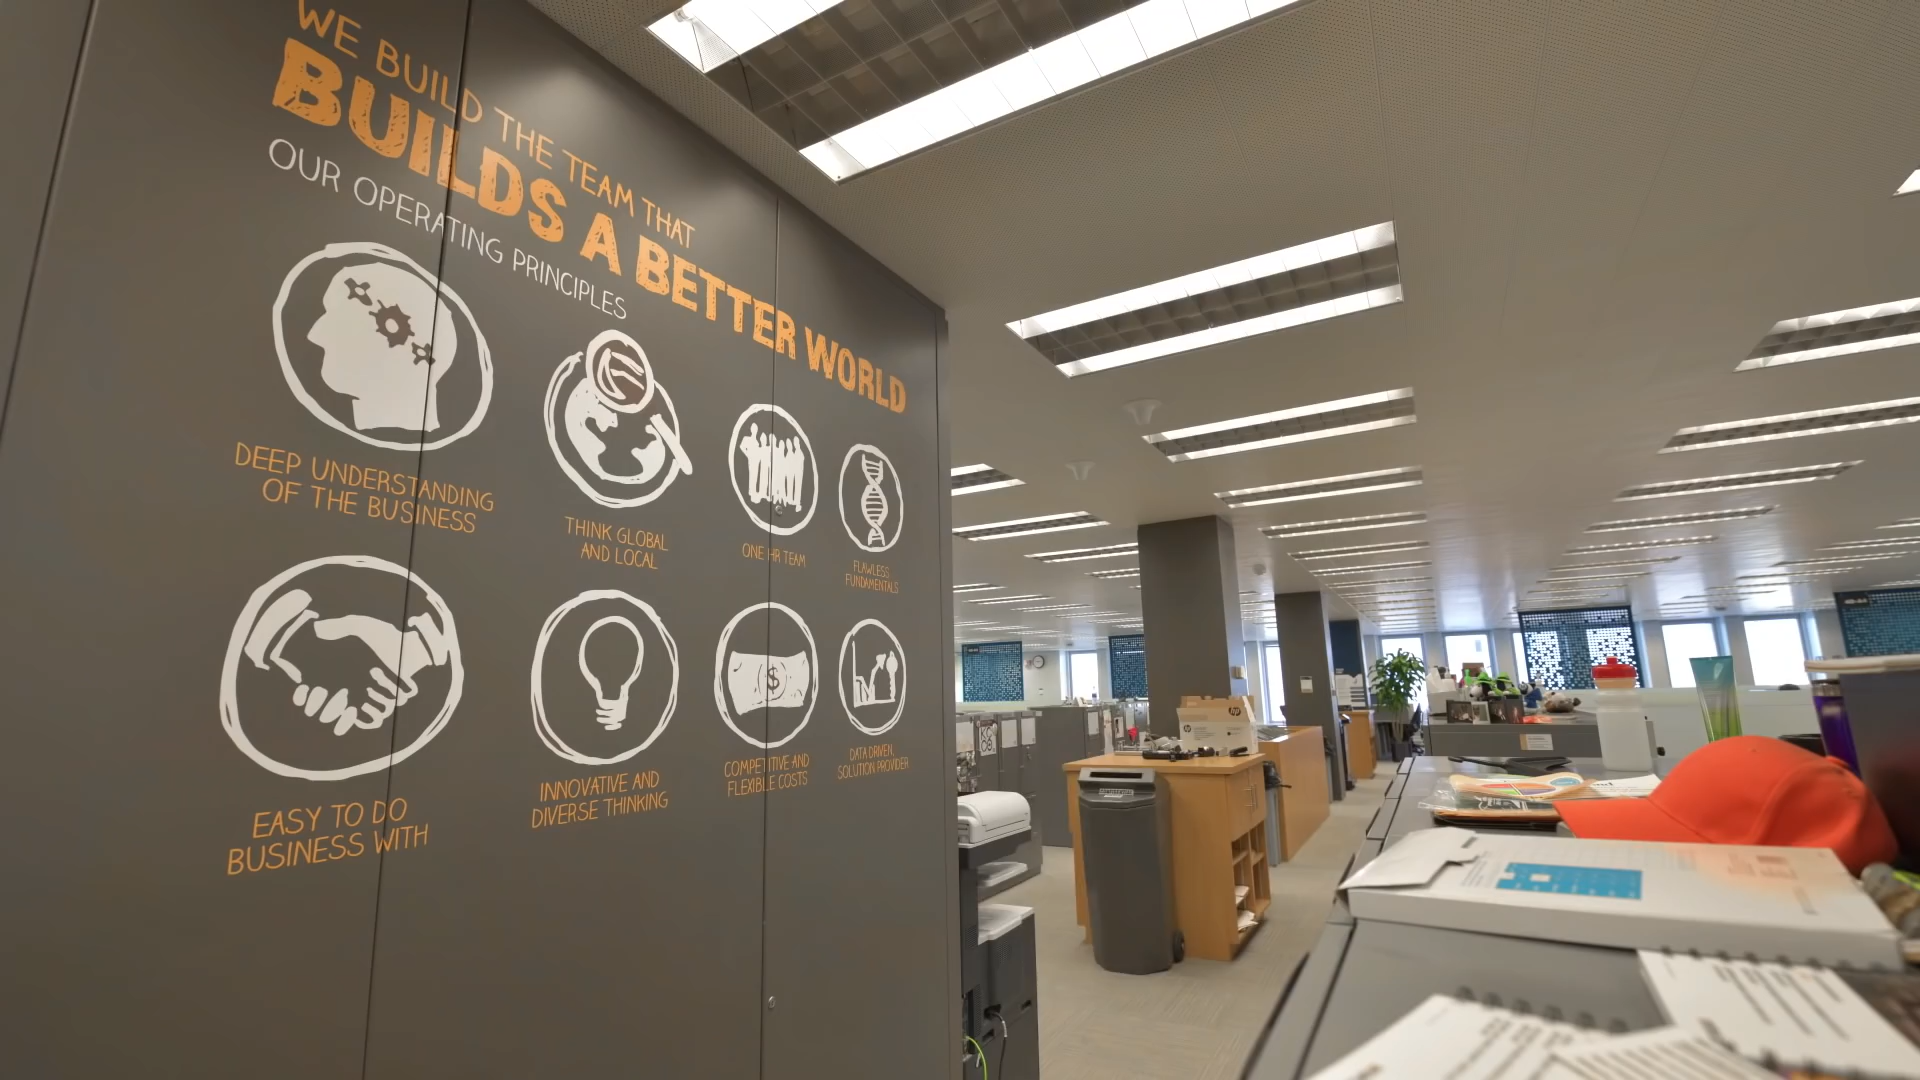 WE BUILD THE TEAM THAT
BUILDS A BETTER WORLD
OUR OPERATING PRINCIPLES
DEEP UNDERSTANDING
OF THE BUSINESS
THINK GLOBAL
AND LOCAL
ONE HR TEAM
FLAWLESS
FUNDAMENTALS
EASY TO DO
BUSINESS WITH
INNOVATIVE AND
DIVERSE THINKING
$
COMPETITIVE AND
FLEXIBLE COSTS
DATA DRIVEN,
SOLUTION PROVIDER
hp